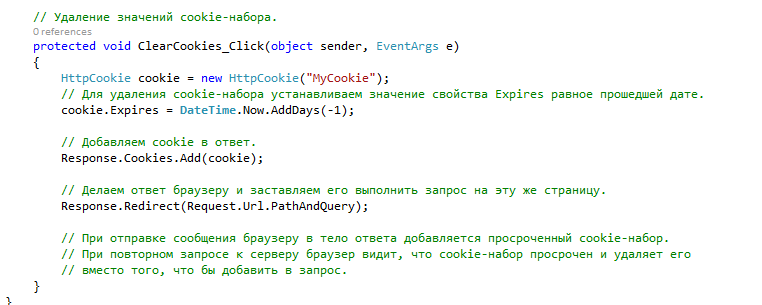 // Удаление значений cookie-набора.
0 references
protected void ClearCookies_Click(object sender, EventArgs e)
{
HttpCookie cookie = new HttpCookie("MyCookie");
// Для удаления cookie-набора устанавливаем значение свойства Expires равное прошедшей дате.
cookie.Expires = DateTime.Now.AddDays(-1);
// Добавляем cookie в ответ.
Response.Cookies.Add(cookie);
// Делаем ответ браузеру и заставляем его выполнить запрос на эту же страницу.
Response.Redirect(Request.Url.PathAndQuery);
// При отправке сообщения браузеру в тело ответа добавляется просроченный cookie-набор.
// При повторном запросе к серверу браузер видит, что cookie-набор просрочен и удаляет его
// вместо того, что бы добавить в запрос.
}
}